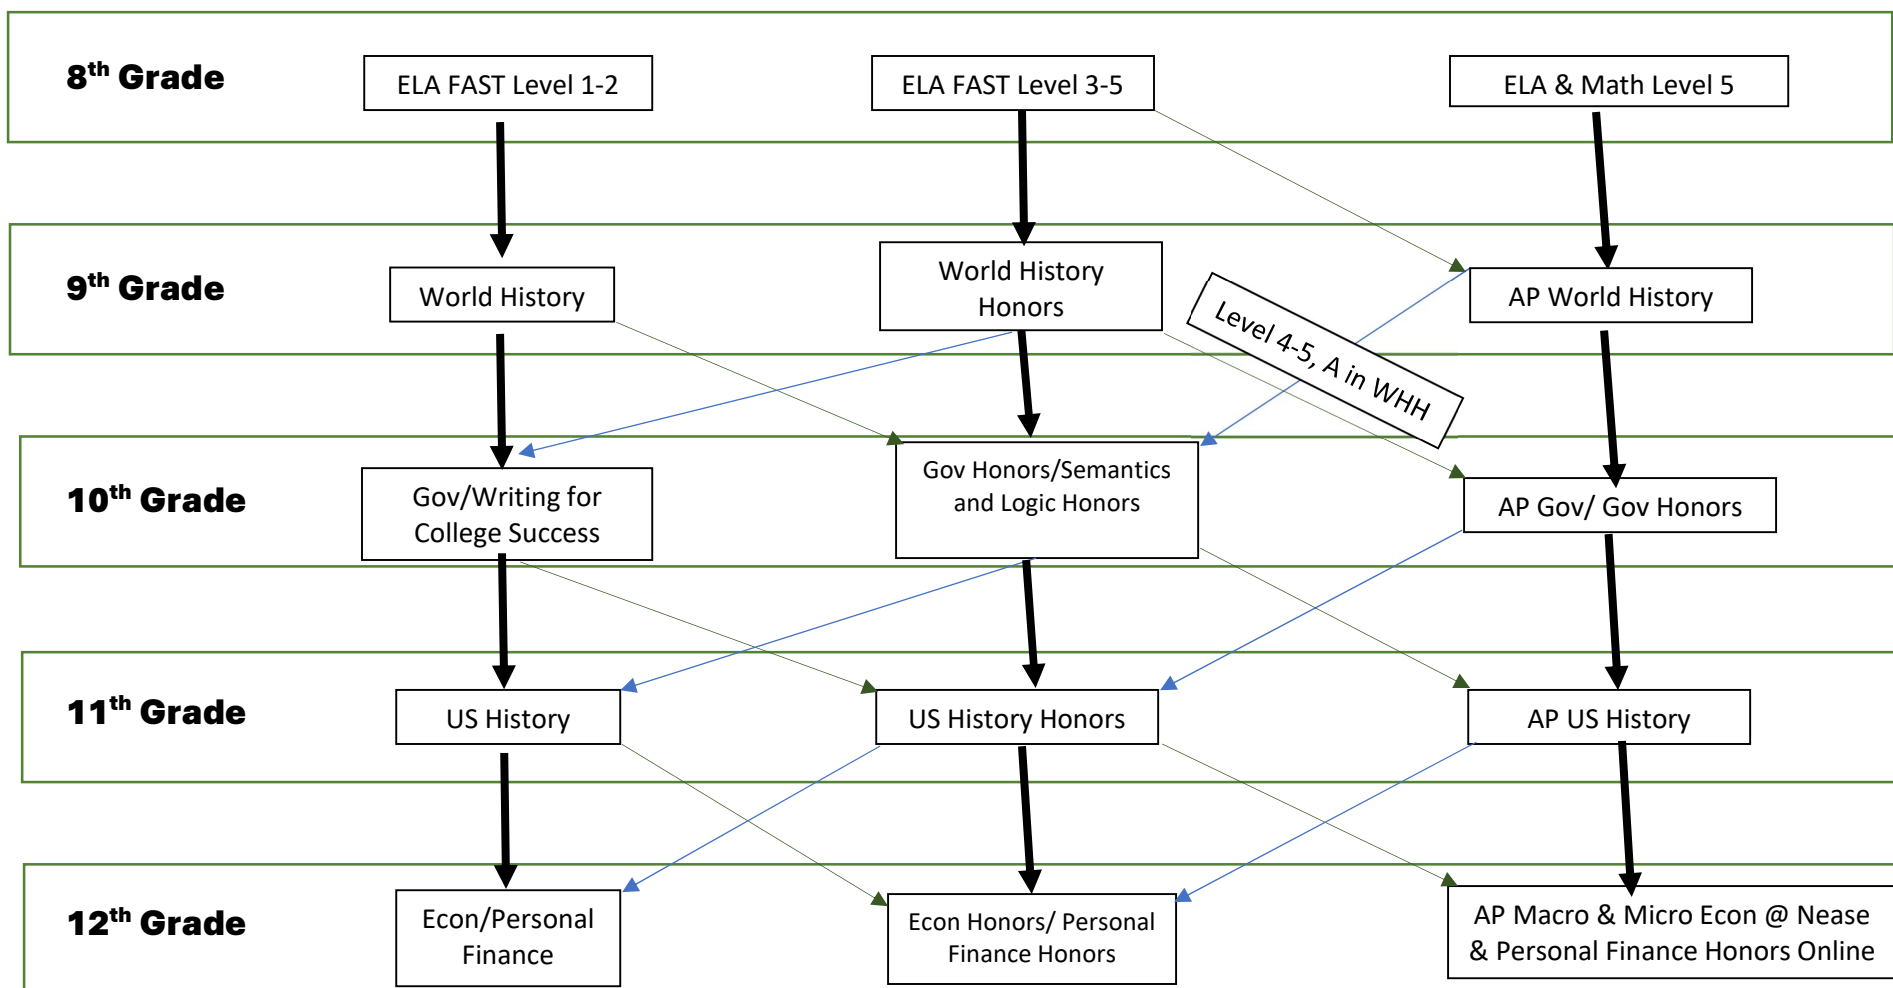 8th Grade
ELA FAST Level 1-2
ELA FAST Level 3-5
ELA & Math Level 5
9th Grade
World History
World History
Honors
AP World History
Level 4-5, A in WHH
10th Grade
Gov/Writing for
College Success
Gov Honors/Semantics
and Logic Honors
AP Gov/ Gov Honors
11th Grade
US History
US History Honors
AP US History
12th Grade
Econ/Personal
Finance
Econ Honors/ Personal
Finance Honors
AP Macro & Micro Econ @ Nease
& Personal Finance Honors Online